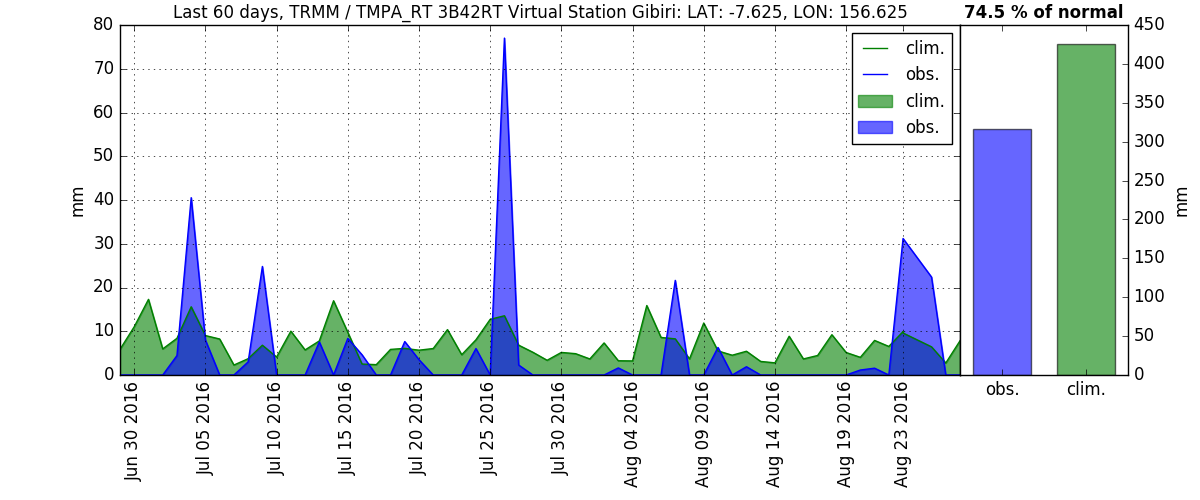 Last 60 days, TRMM / TMPA_RT 3B42RT Virtual Station Gibiri: LAT: -7.625, LON: 156.625
74.5 % of normal
80
70
60
50
40
30
20
10
0
mm
clim.
obs.
clim.
obs.
450
400
350
300
250
200
150
100
50
0
mm
Jun 30 2016
Jul 05 2016
Jul 10 2016
Jul 15 2016
Jul 20 2016
Jul 25 2016
Jul 30 2016
Aug 04 2016
Aug 09 2016
Aug 14 2016
Aug 19 2016
Aug 23 2016
obs.
clim.